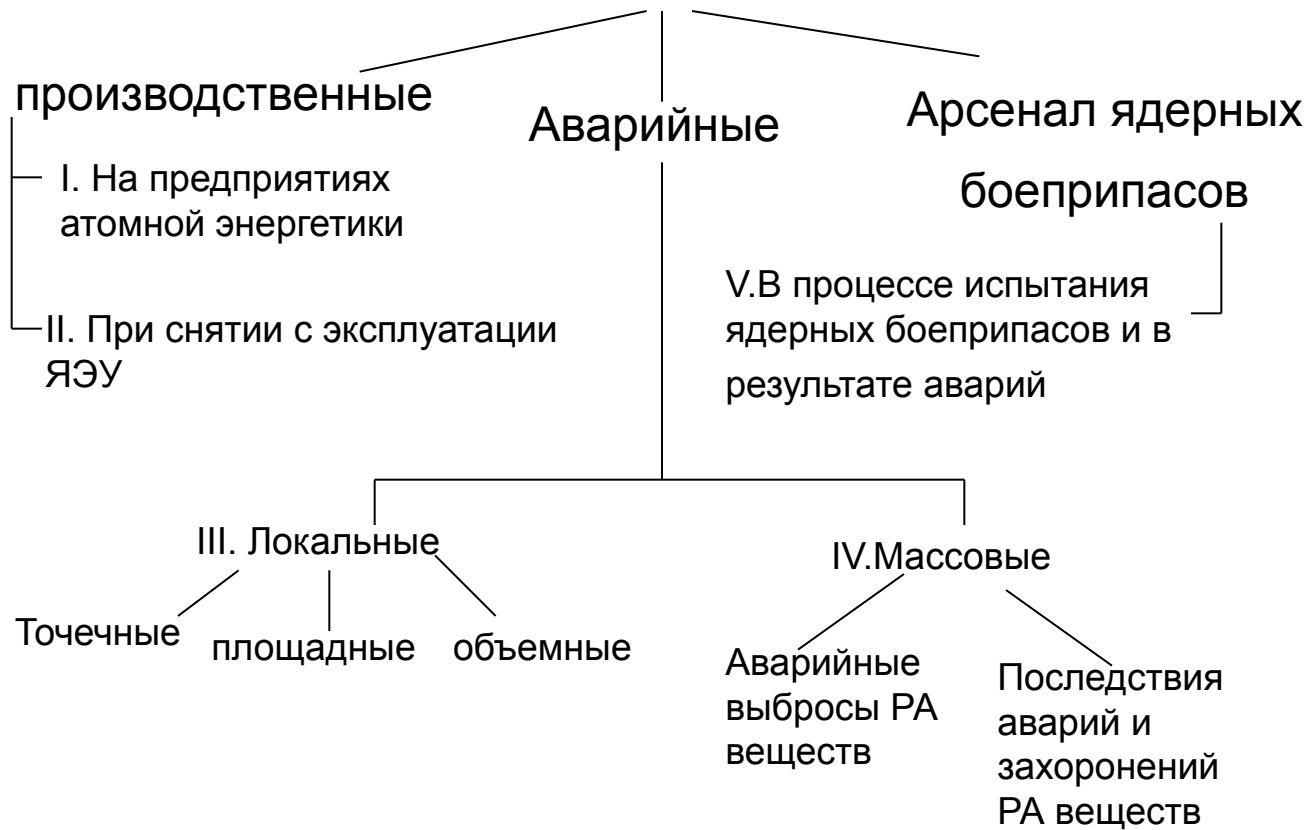 производственные
Аварийные
Арсенал ядерных
боеприпасов
I. На предприятиях
атомной энергетики
II. При снятии с эксплуатации
ЯЭУ
V.В процессе испытания
ядерных боеприпасов и в
результате аварий
III. Локальные
IV.Массовые
Точечные
площадные
объемные
Аварийные
выбросы РА
веществ
Последствия
аварий и
захоронений
РА веществ